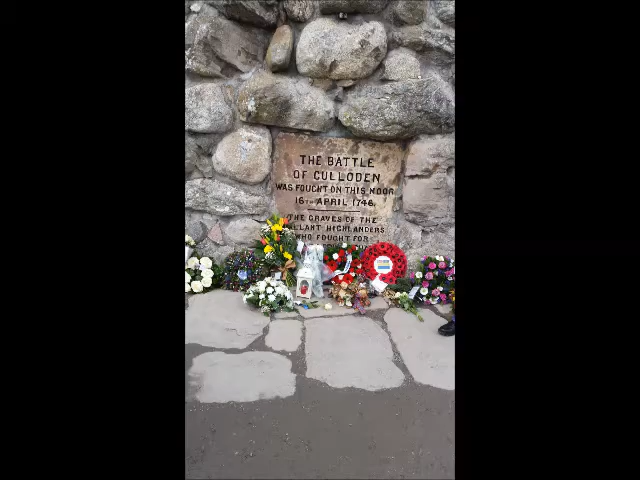 THE BATTLE
OF CULLODEN
WAS FOUGHT ON THIS MOOR
16TH APRIL 1746.
THE GRAVES OF THE
GALLANT HIGHLANDERS
WHO FOUGHT FOR